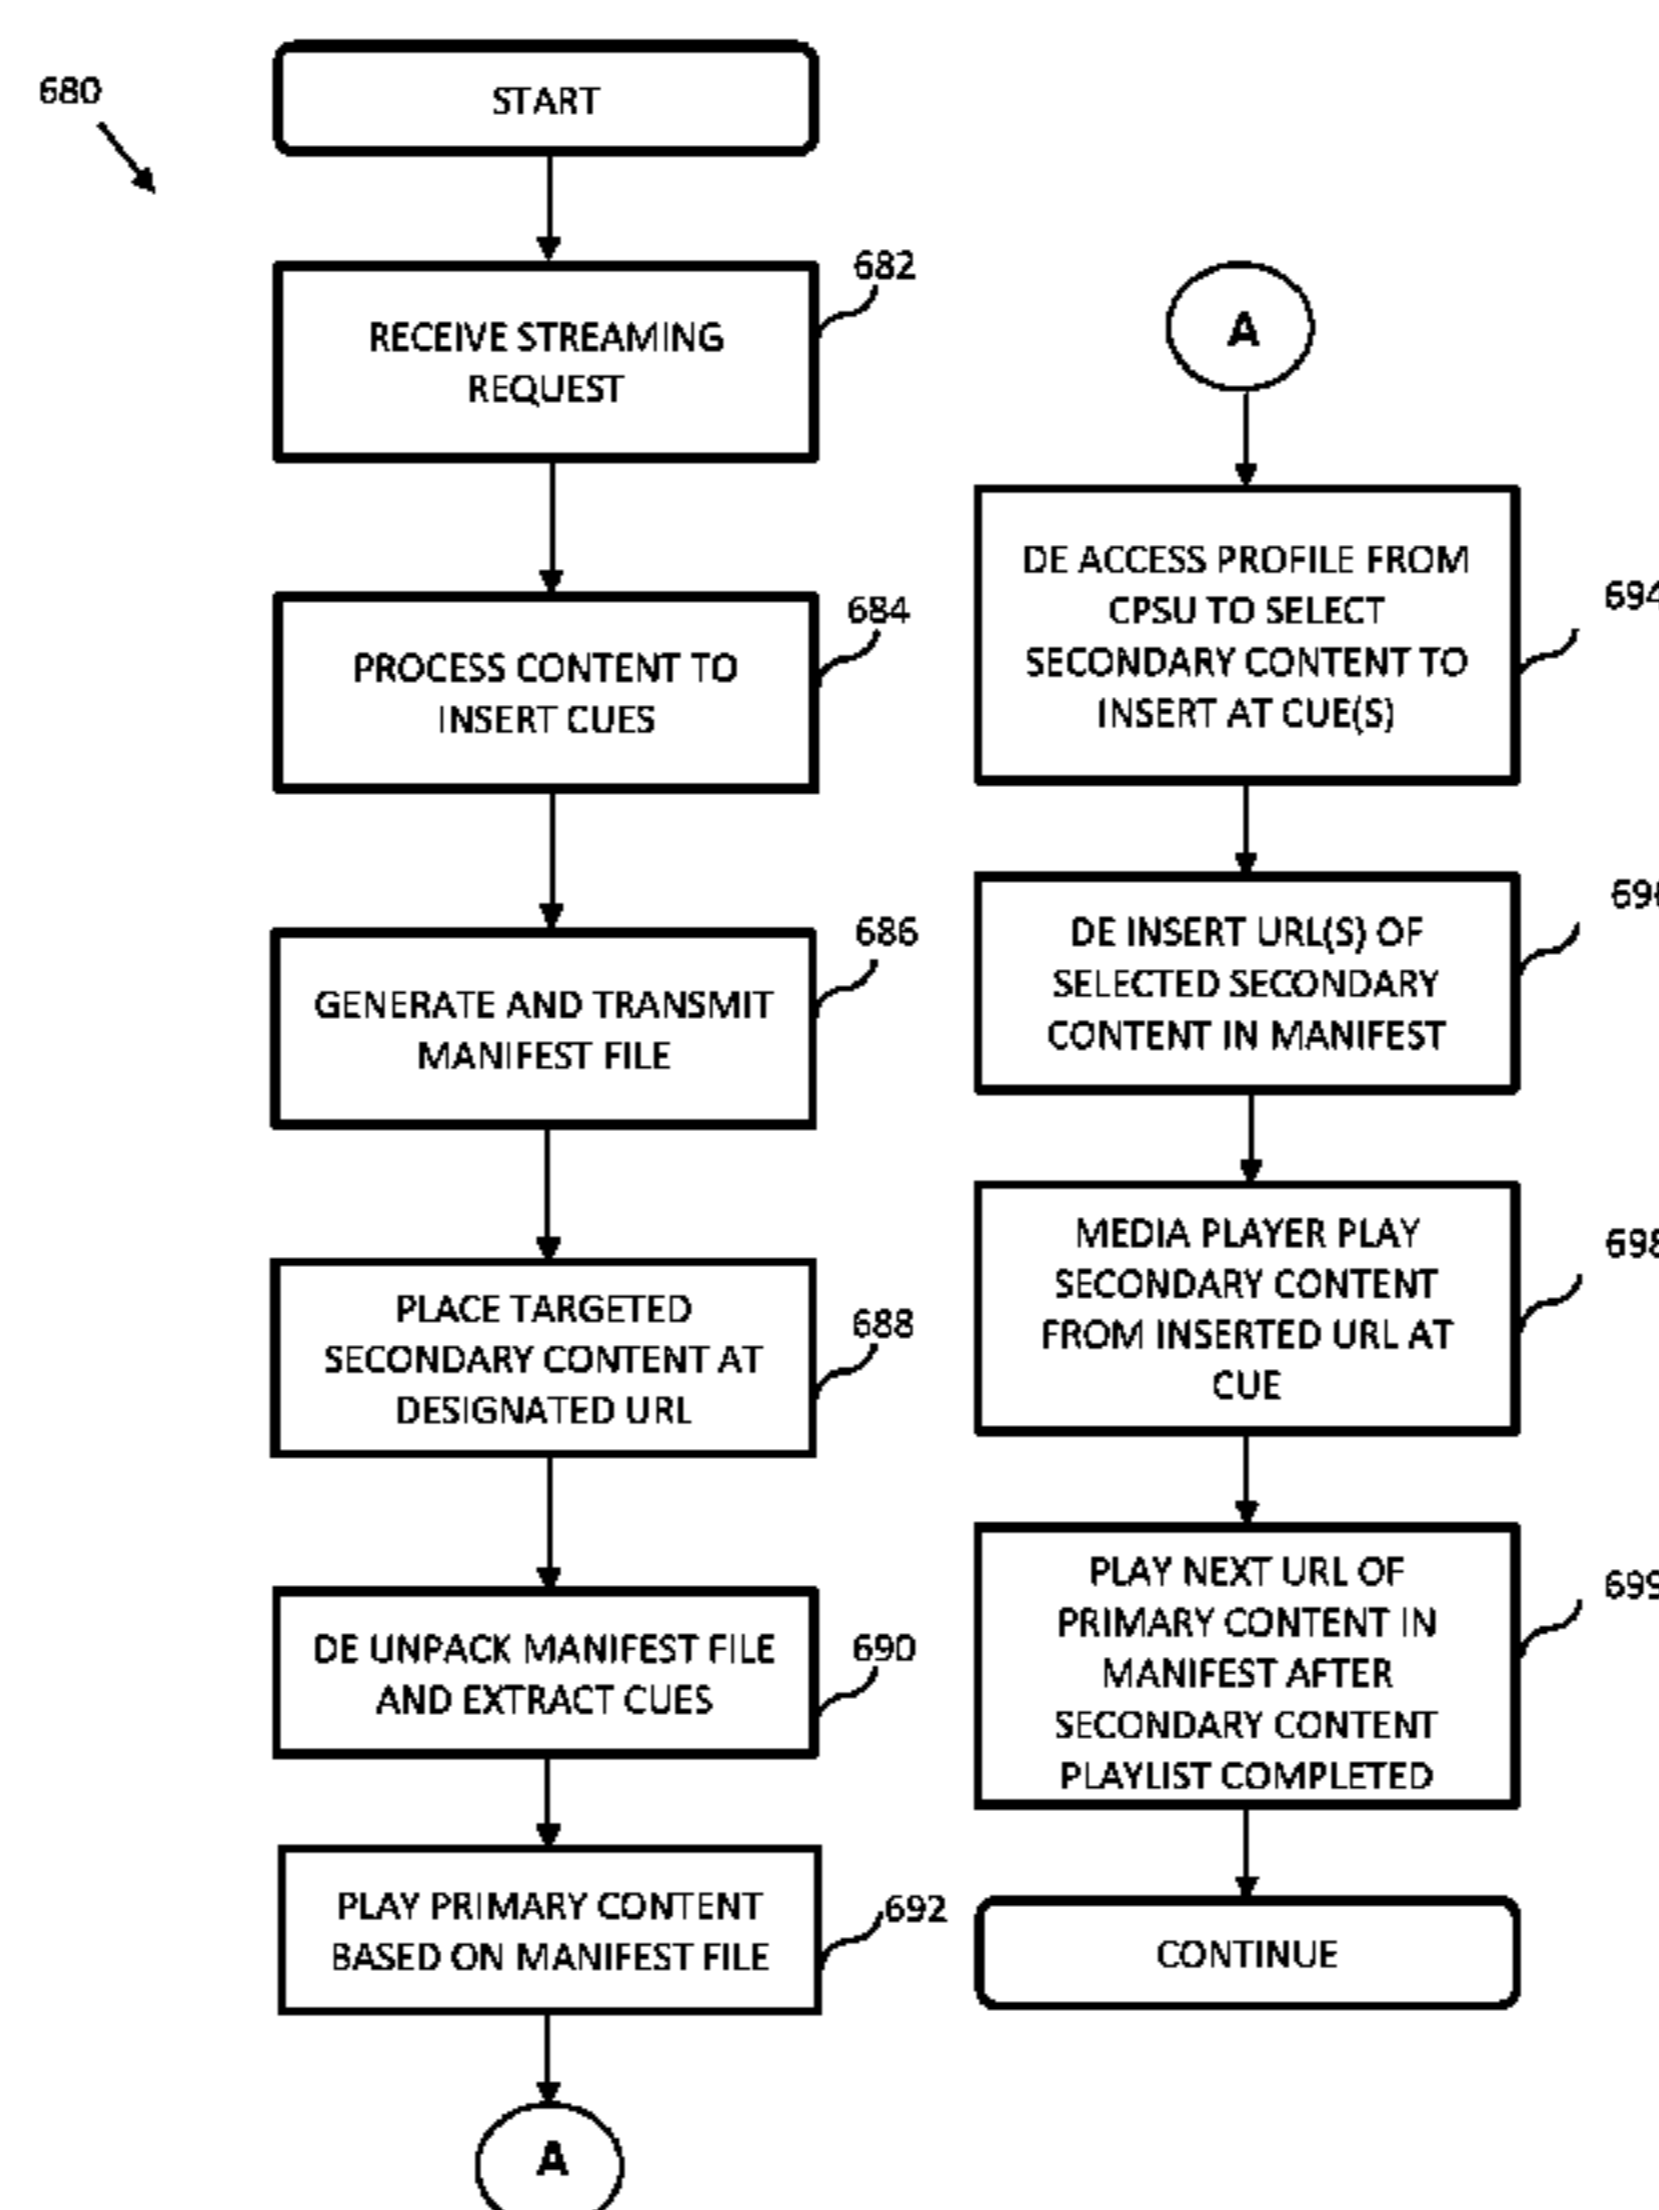 680
START
682
RECEIVE STREAMING
REQUEST
684
PROCESS CONTENT TO
INSERT CUES
686
GENERATE AND TRANSMIT
MANIFEST FILE
688
PLACE TARGETED
SECONDARY CONTENT AT
DESIGNATED URL
690
DE UNPACK MANIFEST FILE
AND EXTRACT CUES
692
PLAY PRIMARY CONTENT
BASED ON MANIFEST FILE
A
A
694
DE ACCESS PROFILE FROM
CPSU TO SELECT
SECONDARY CONTENT TO
INSERT AT CUE(S)
696
DE INSERT URL(S) OF
SELECTED SECONDARY
CONTENT IN MANIFEST
698
MEDIA PLAYER PLAY
SECONDARY CONTENT
FROM INSERTED URL AT
CUE
699
PLAY NEXT URL OF
PRIMARY CONTENT IN
MANIFEST AFTER
SECONDARY CONTENT
PLAYLIST COMPLETED
CONTINUE